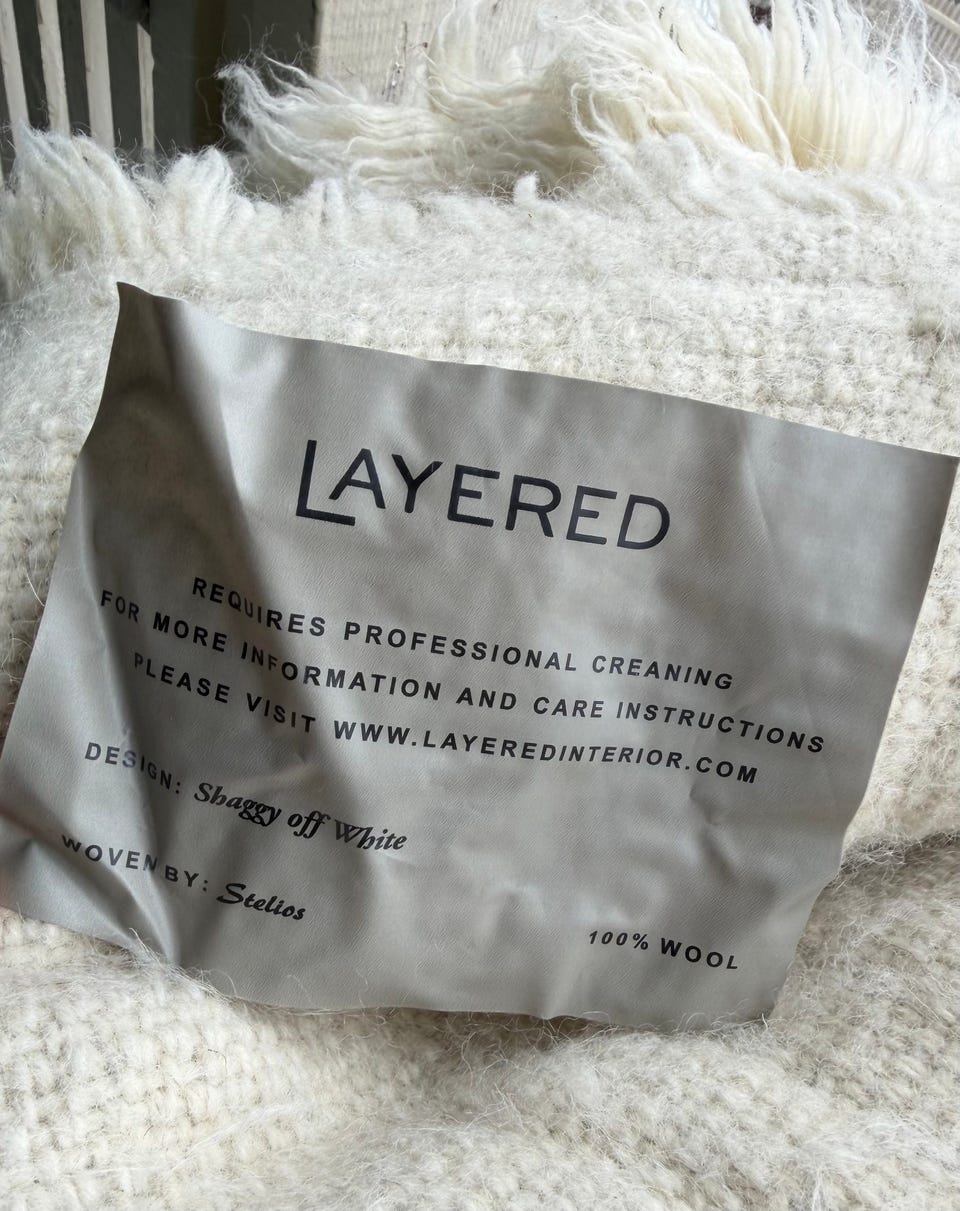 LAYERED
REQUIRES PROFESSIONAL CREANING
FOR MORE INFORMATION AND CARE INSTRUCTIONS
PLEASE VISIT WWW.LAYEREDINTERIOR.COM
DESIGN: Shaggy off White
WOVEN BY: Stelios
100% WOOL